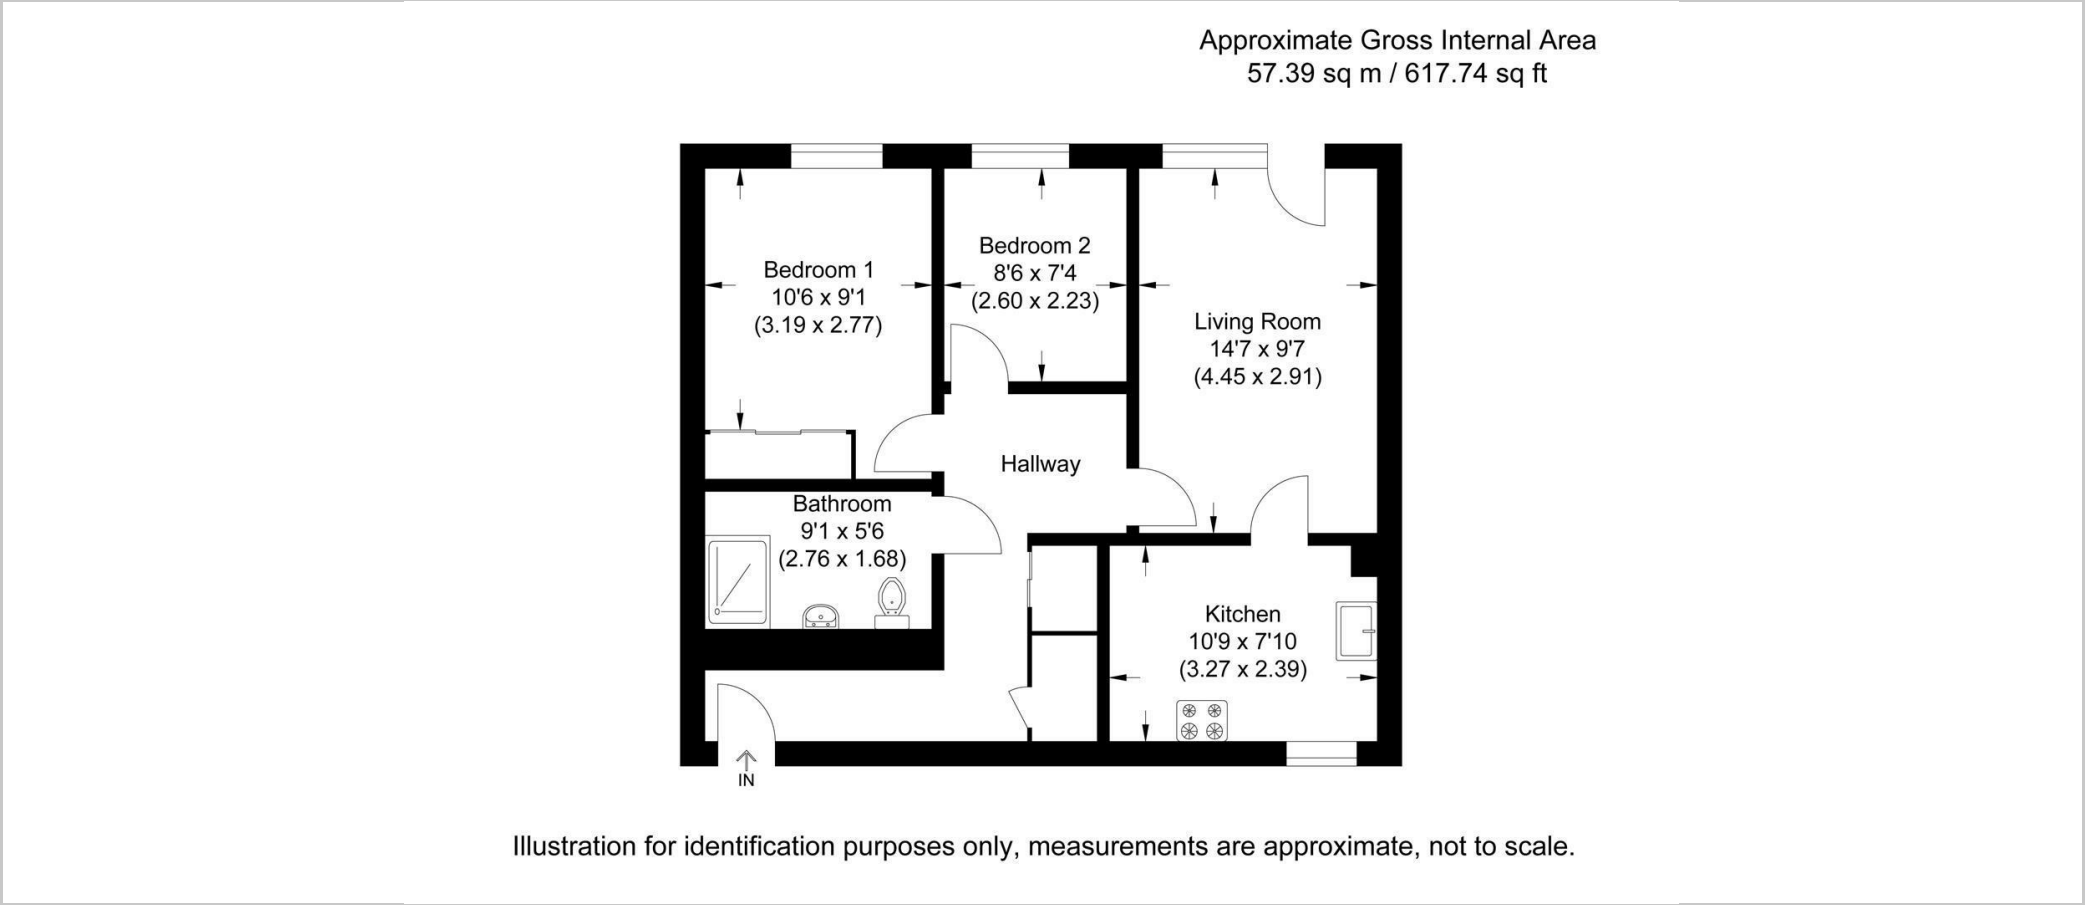 Approximate Gross Internal Area
57.39 sq m / 617.74 sq ft
Bedroom 1
10'6 x 9'1
(3.19 x 2.77)
Bedroom 2
8'6 x 7'4
(2.60 x 2.23)
Living Room
14'7 x 9'7
(4.45 x 2.91)
Hallway
Bathroom
9'1 x 5'6
(2.76 x 1.68)
Kitchen
10'9 x 7'10
(3.27 x 2.39)
IN
Illustration for identification purposes only, measurements are approximate, not to scale.